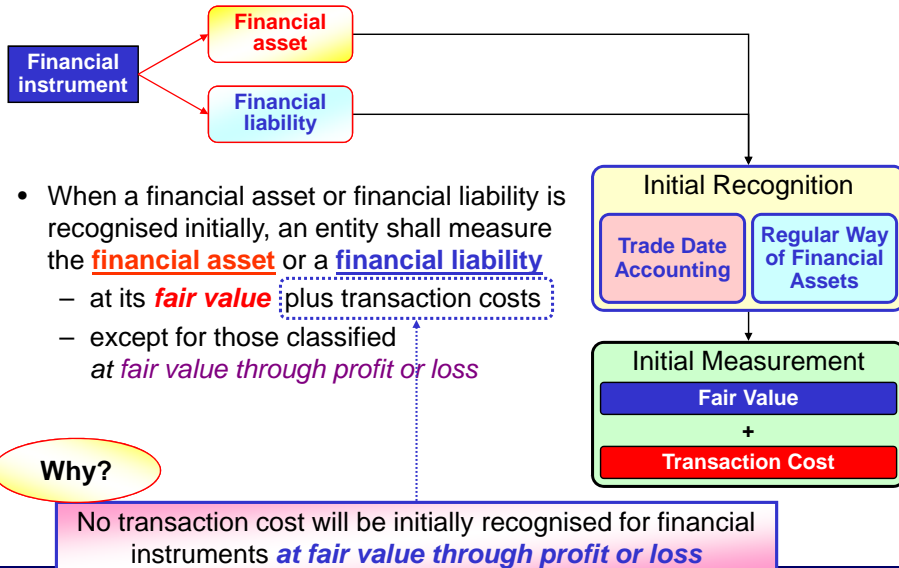 Financial
asset
Financial
instrument
Financial
liability
• When a financial asset or financial liability is
recognised initially, an entity shall measure
the financial asset or a financial liability
– at its fair value plus transaction costs
– except for those classified
at fair value through profit or loss
Initial Recognition
Trade Date
Accounting
Regular Way
of Financial
Assets
Initial Measurement
Fair Value
+
Transaction Cost
Why?
No transaction cost will be initially recognised for financial
instruments at fair value through profit or loss